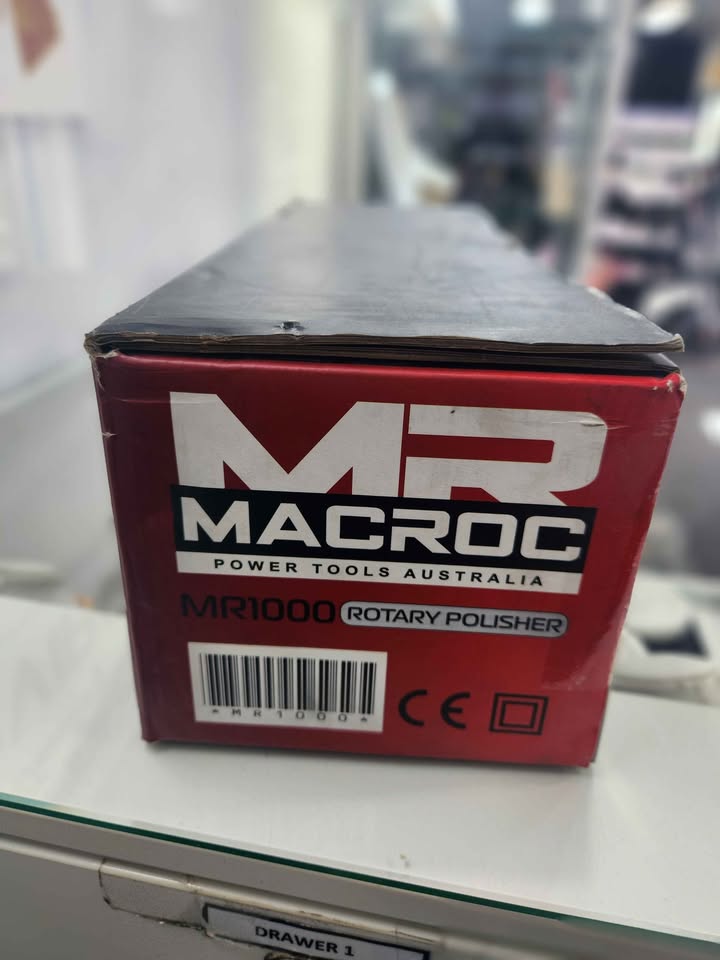 MR
MACROC
POWER TOOLS AUSTRALIA
MR1000 ROTARY POLISHER
*MR1000*
CE
DRAWER 1